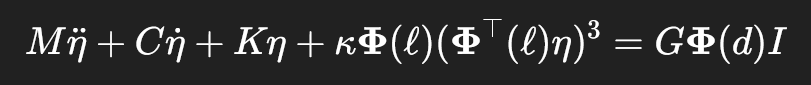 Mη̈ + Cη̇ + Kη + κ𝚽(ℓ)(𝚽⊤(ℓ)η)³ = G𝚽(d)I